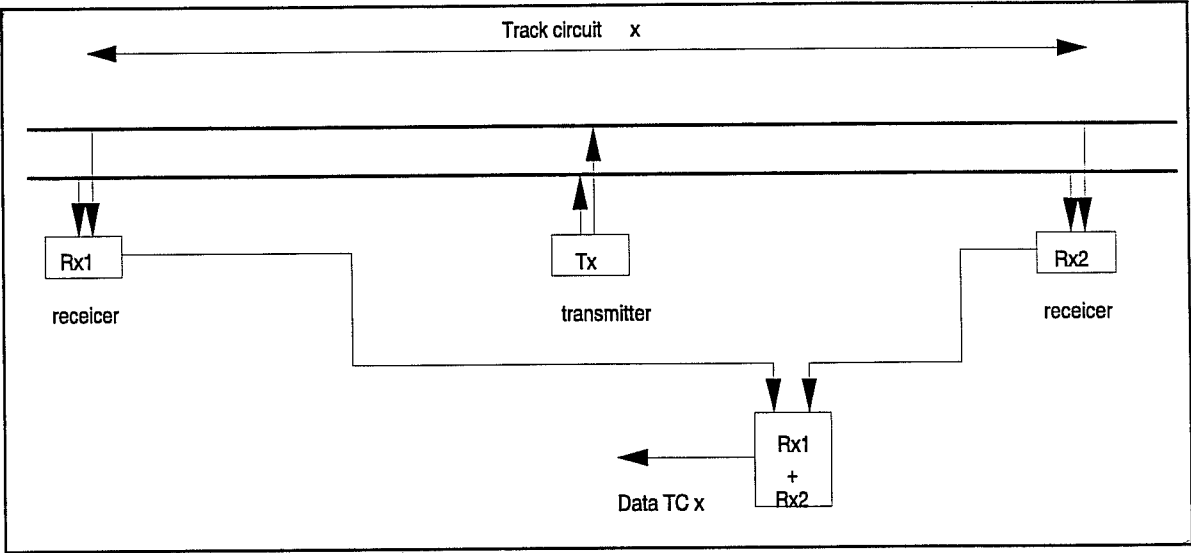 Track circuit x
Rx1
Tx
Rx2
receicer
transmitter
receicer
Rx1
+
Rx2
Data TC x